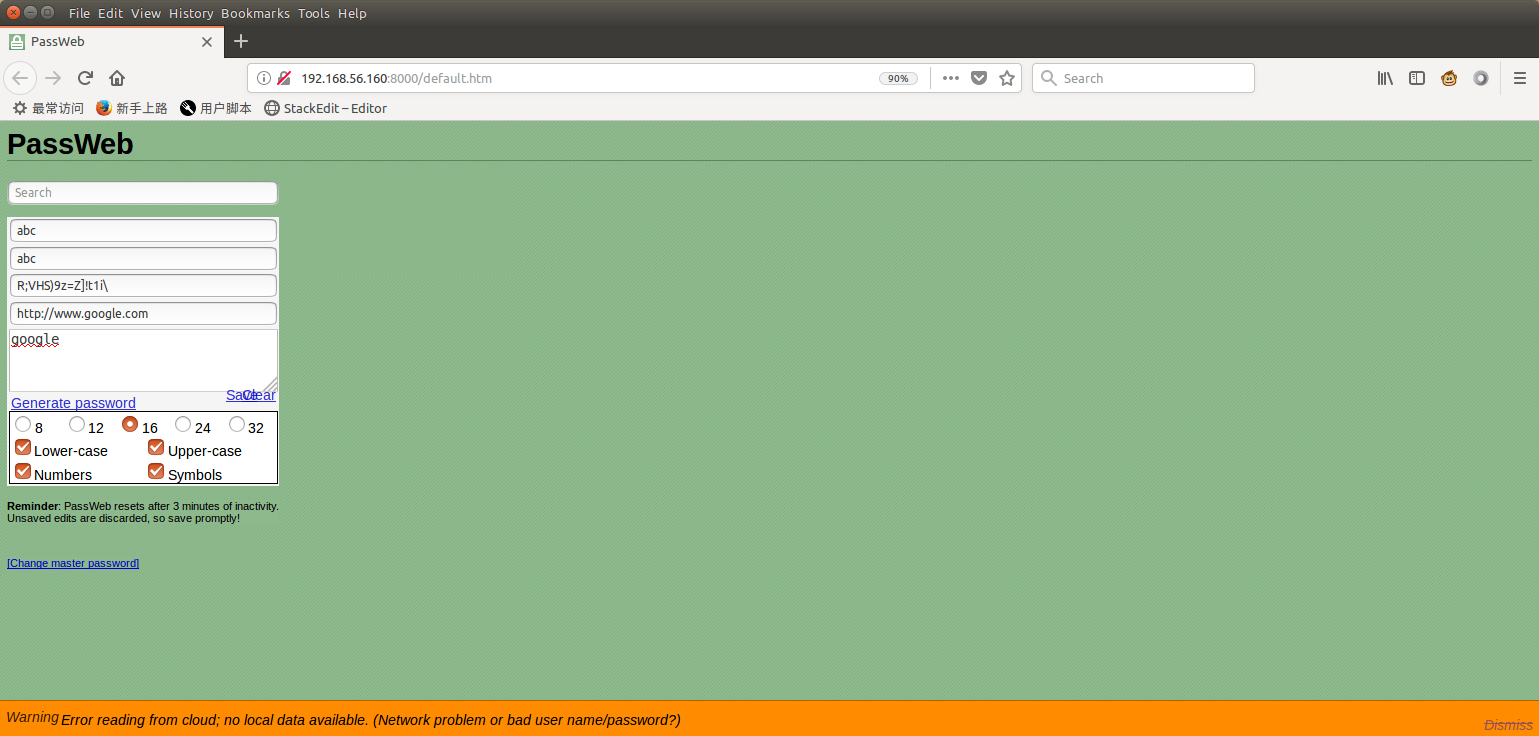 File Edit View History Bookmarks Tools Help
PassWeb
192.168.56.160:8000/default.htm 90% Search
最常访问 新手上路 用户脚本 StackEdit – Editor
PassWeb
Search
abc
abc
R;VHS)9z=Z]!t1i\
http://www.google.com
google
Save Clear
Generate password
8 12 16 24 32
Lower-case Upper-case
Numbers Symbols
Reminder: PassWeb resets after 3 minutes of inactivity.
Unsaved edits are discarded, so save promptly!
[Change master password]
Warning Error reading from cloud; no local data available. (Network problem or bad user name/password?)
Dismiss